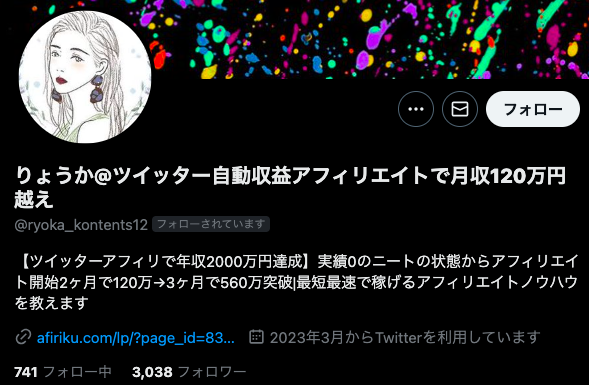 フォロー
りょうか@ツイッター自動収益アフィリエイトで月収120万円
越え
@ryoka_kontents12 フォローされています
【ツイッターアフィリで年収2000万円達成】実績0のニートの状態からアフィリエイ
ト開始2ヶ月で120万→3ヶ月で560万突破|最短最速で稼げるアフィリエイトノウハウ
を教えます
afiriku.com/lp/?page_id=83... 2023年3月からTwitterを利用しています
741 フォロー中 3,038 フォロワー